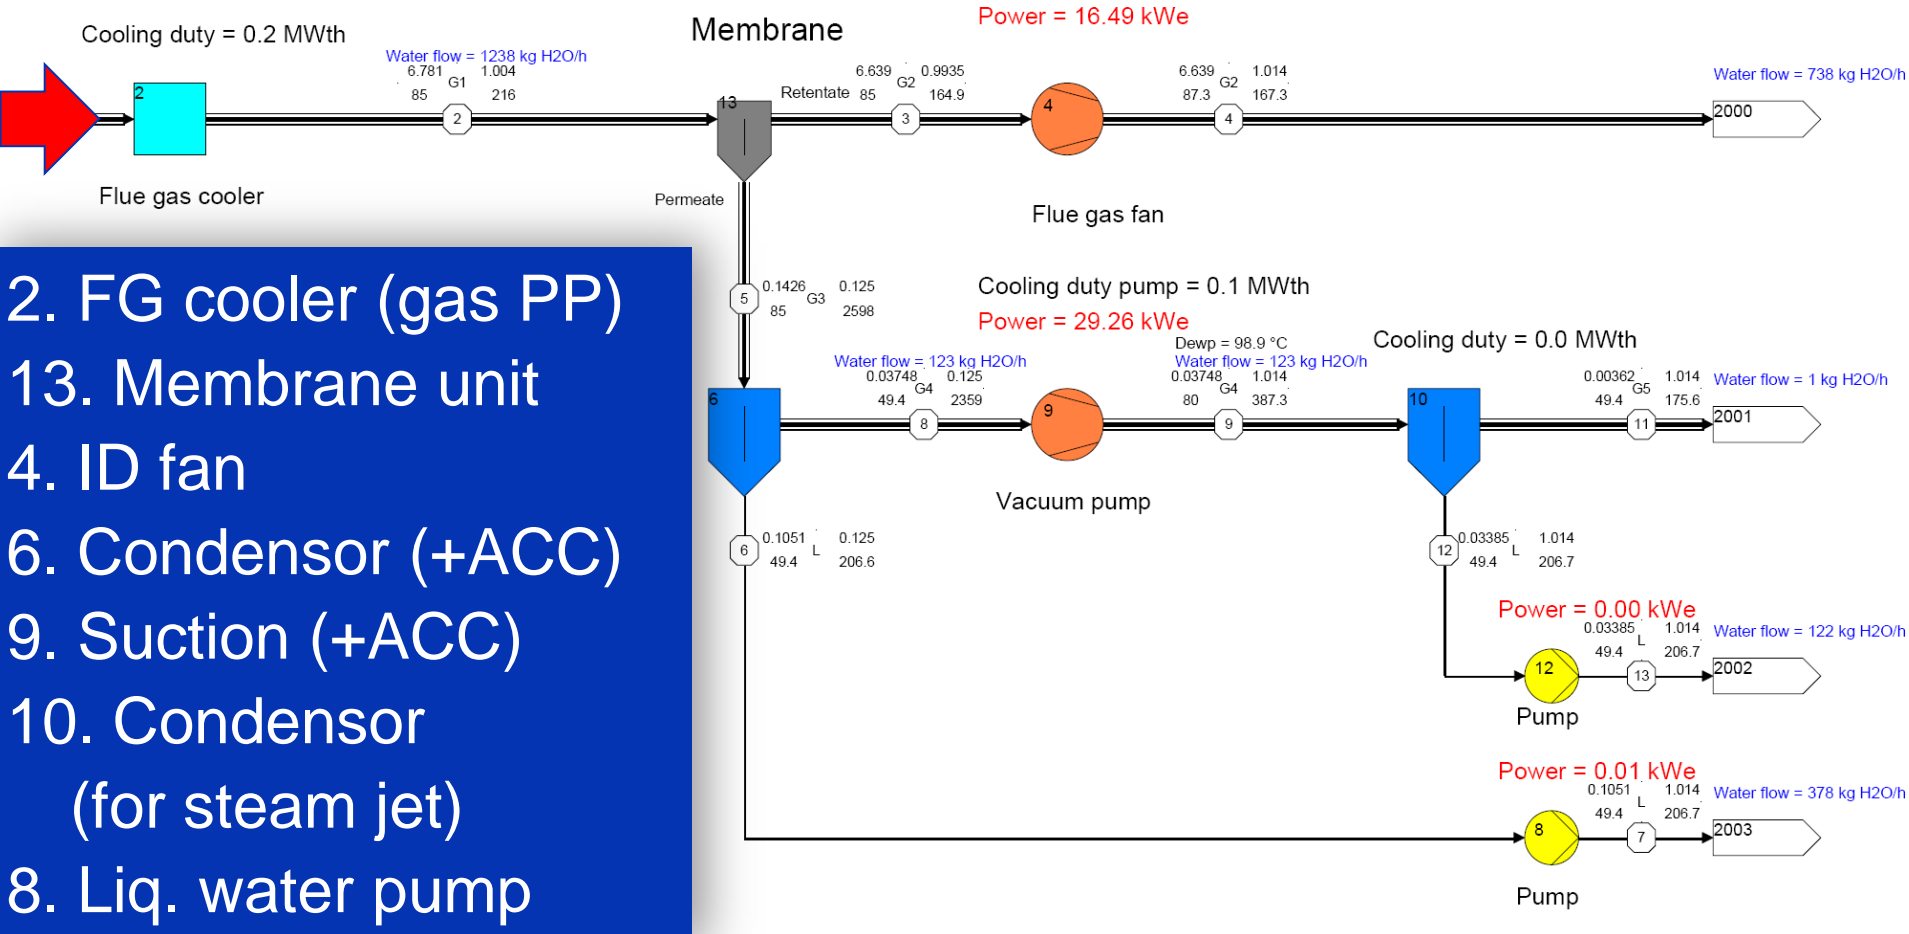 Power = 16.49 kWe
Membrane
Cooling duty = 0.2 MWth
Water flow = 1238 kg H2O/h
6.781 1.004
G1
85 216
2
2
13
Retentate
6.639 0.9935
G2
85 164.9
3
4
6.639 1.014
G2
87.3 167.3
4
Water flow = 738 kg H2O/h
2000
Flue gas cooler
Permeate
Flue gas fan
2. FG cooler (gas PP)
13. Membrane unit
4. ID fan
6. Condensor (+ACC)
9. Suction (+ACC)
10. Condensor
(for steam jet)
8. Liq. water pump
5
0.1426 0.125
G3
85 2598
Cooling duty pump = 0.1 MWth
Power = 29.26 kWe
Dewp = 98.9 °C
Cooling duty = 0.0 MWth
Water flow = 123 kg H2O/h
0.03748 0.125
G4
49.4 2359
6
8
9
Water flow = 123 kg H2O/h
0.03748 1.014
G4
80 387.3
9
10
0.00362 1.014
G5
49.4 175.6
11
Water flow = 1 kg H2O/h
2001
Vacuum pump
6
0.1051 0.125
L
49.4 206.6
12
0.03385 1.014
L
49.4 206.7
Power = 0.00 kWe
0.03385 1.014
L
49.4 206.7
Water flow = 122 kg H2O/h
12
13
2002
Pump
Power = 0.01 kWe
0.1051 1.014
L
49.4 206.7
Water flow = 378 kg H2O/h
8
7
2003
Pump